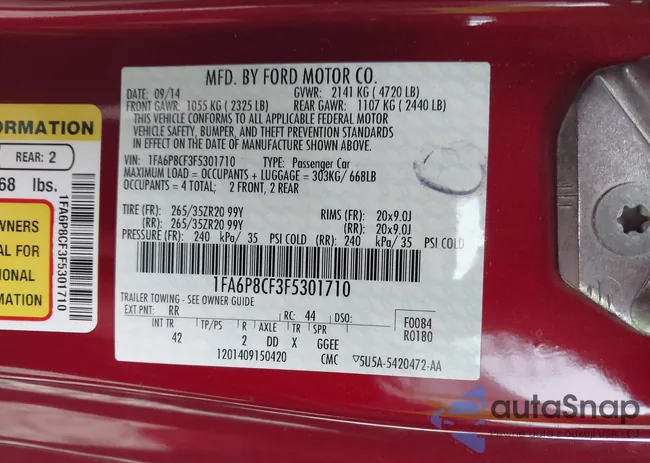 ORMATION
REAR: 2
68 lbs.
WNERS
AL FOR
IONAL
MATION
1FA6P8CF3F5301710
MFD. BY FORD MOTOR CO.
DATE: 09/14 GVWR: 2141 KG ( 4720 LB)
FRONT GAWR: 1055 KG ( 2325 LB) REAR GAWR: 1107 KG ( 2440 LB)
THIS VEHICLE CONFORMS TO ALL APPLICABLE FEDERAL MOTOR
VEHICLE SAFETY, BUMPER, AND THEFT PREVENTION STANDARDS
IN EFFECT ON THE DATE OF MANUFACTURE SHOWN ABOVE.
VIN: 1FA6P8CF3F5301710 TYPE: Passenger Car
MAXIMUM LOAD = OCCUPANTS + LUGGAGE = 303KG/ 668LB
OCCUPANTS = 4 TOTAL; 2 FRONT, 2 REAR
TIRE (FR): 265/35ZR20 99Y RIMS (FR): 20x9.0J
(RR): 265/35ZR20 99Y (RR): 20x9.0J
PRESSURE (FR): 240 kPa/ 35 PSI COLD (RR): 240 kPa/ 35 PSI COLD
1FA6P8CF3F5301710
TRAILER TOWING - SEE OWNER GUIDE
EXT PNT: RR RC: 44 DSO: F0084
INT TR TP/PS R AXLE TR SPR R0180
42 2 DD X GGEE
1201409150420 CMC ▽5U5A-5420472-AA
autaSnap